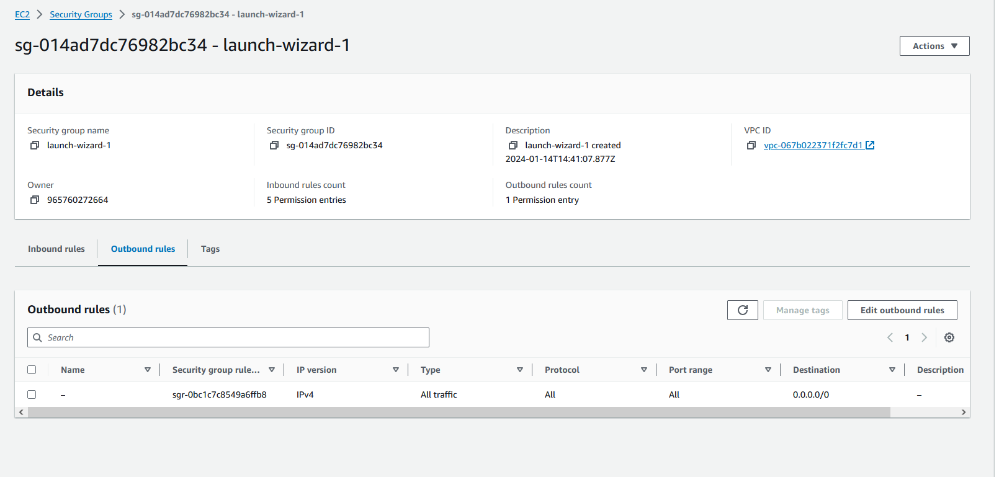 EC2 > Security Groups > sg-014ad7dc76982bc34 - launch-wizard-1
sg-014ad7dc76982bc34 - launch-wizard-1
Actions
Details
Security group name
launch-wizard-1
Security group ID
sg-014ad7dc76982bc34
Description
launch-wizard-1 created
2024-01-14T14:41:07.877Z
VPC ID
vpc-067b022371f2fc7d1
Owner
965760272664
Inbound rules count
5 Permission entries
Outbound rules count
1 Permission entry
Inbound rules Outbound rules Tags
Outbound rules (1)
Manage tags Edit outbound rules
Search
1
Name Security group rule... IP version Type Protocol Port range Destination Description
– sgr-0bc1c7c8549a6ffb8 IPv4 All traffic All All 0.0.0.0/0 –